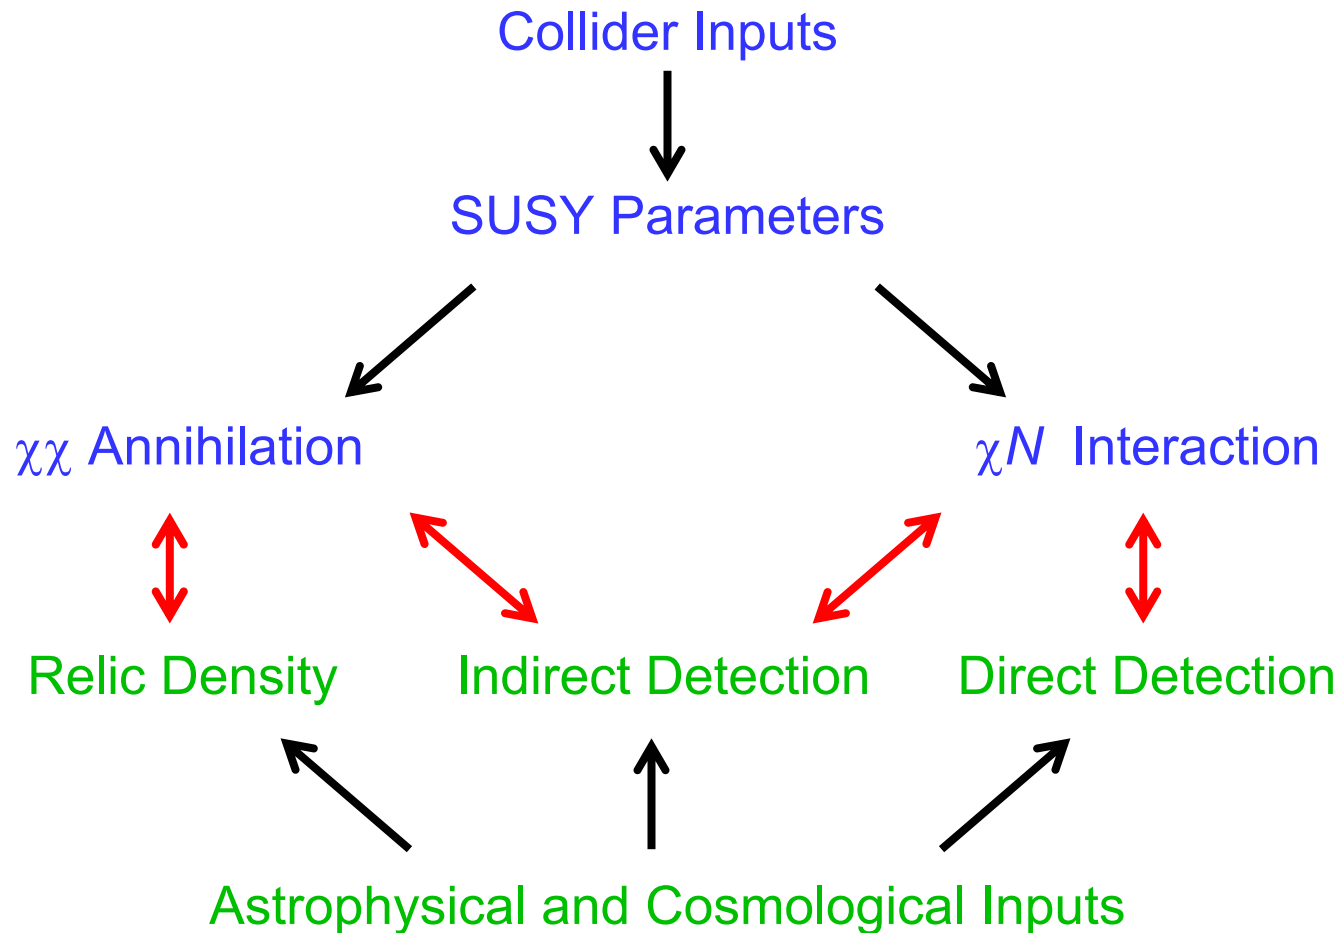 Collider Inputs
SUSY Parameters
χχ Annihilation
χN Interaction
Relic Density
Indirect Detection
Direct Detection
Astrophysical and Cosmological Inputs